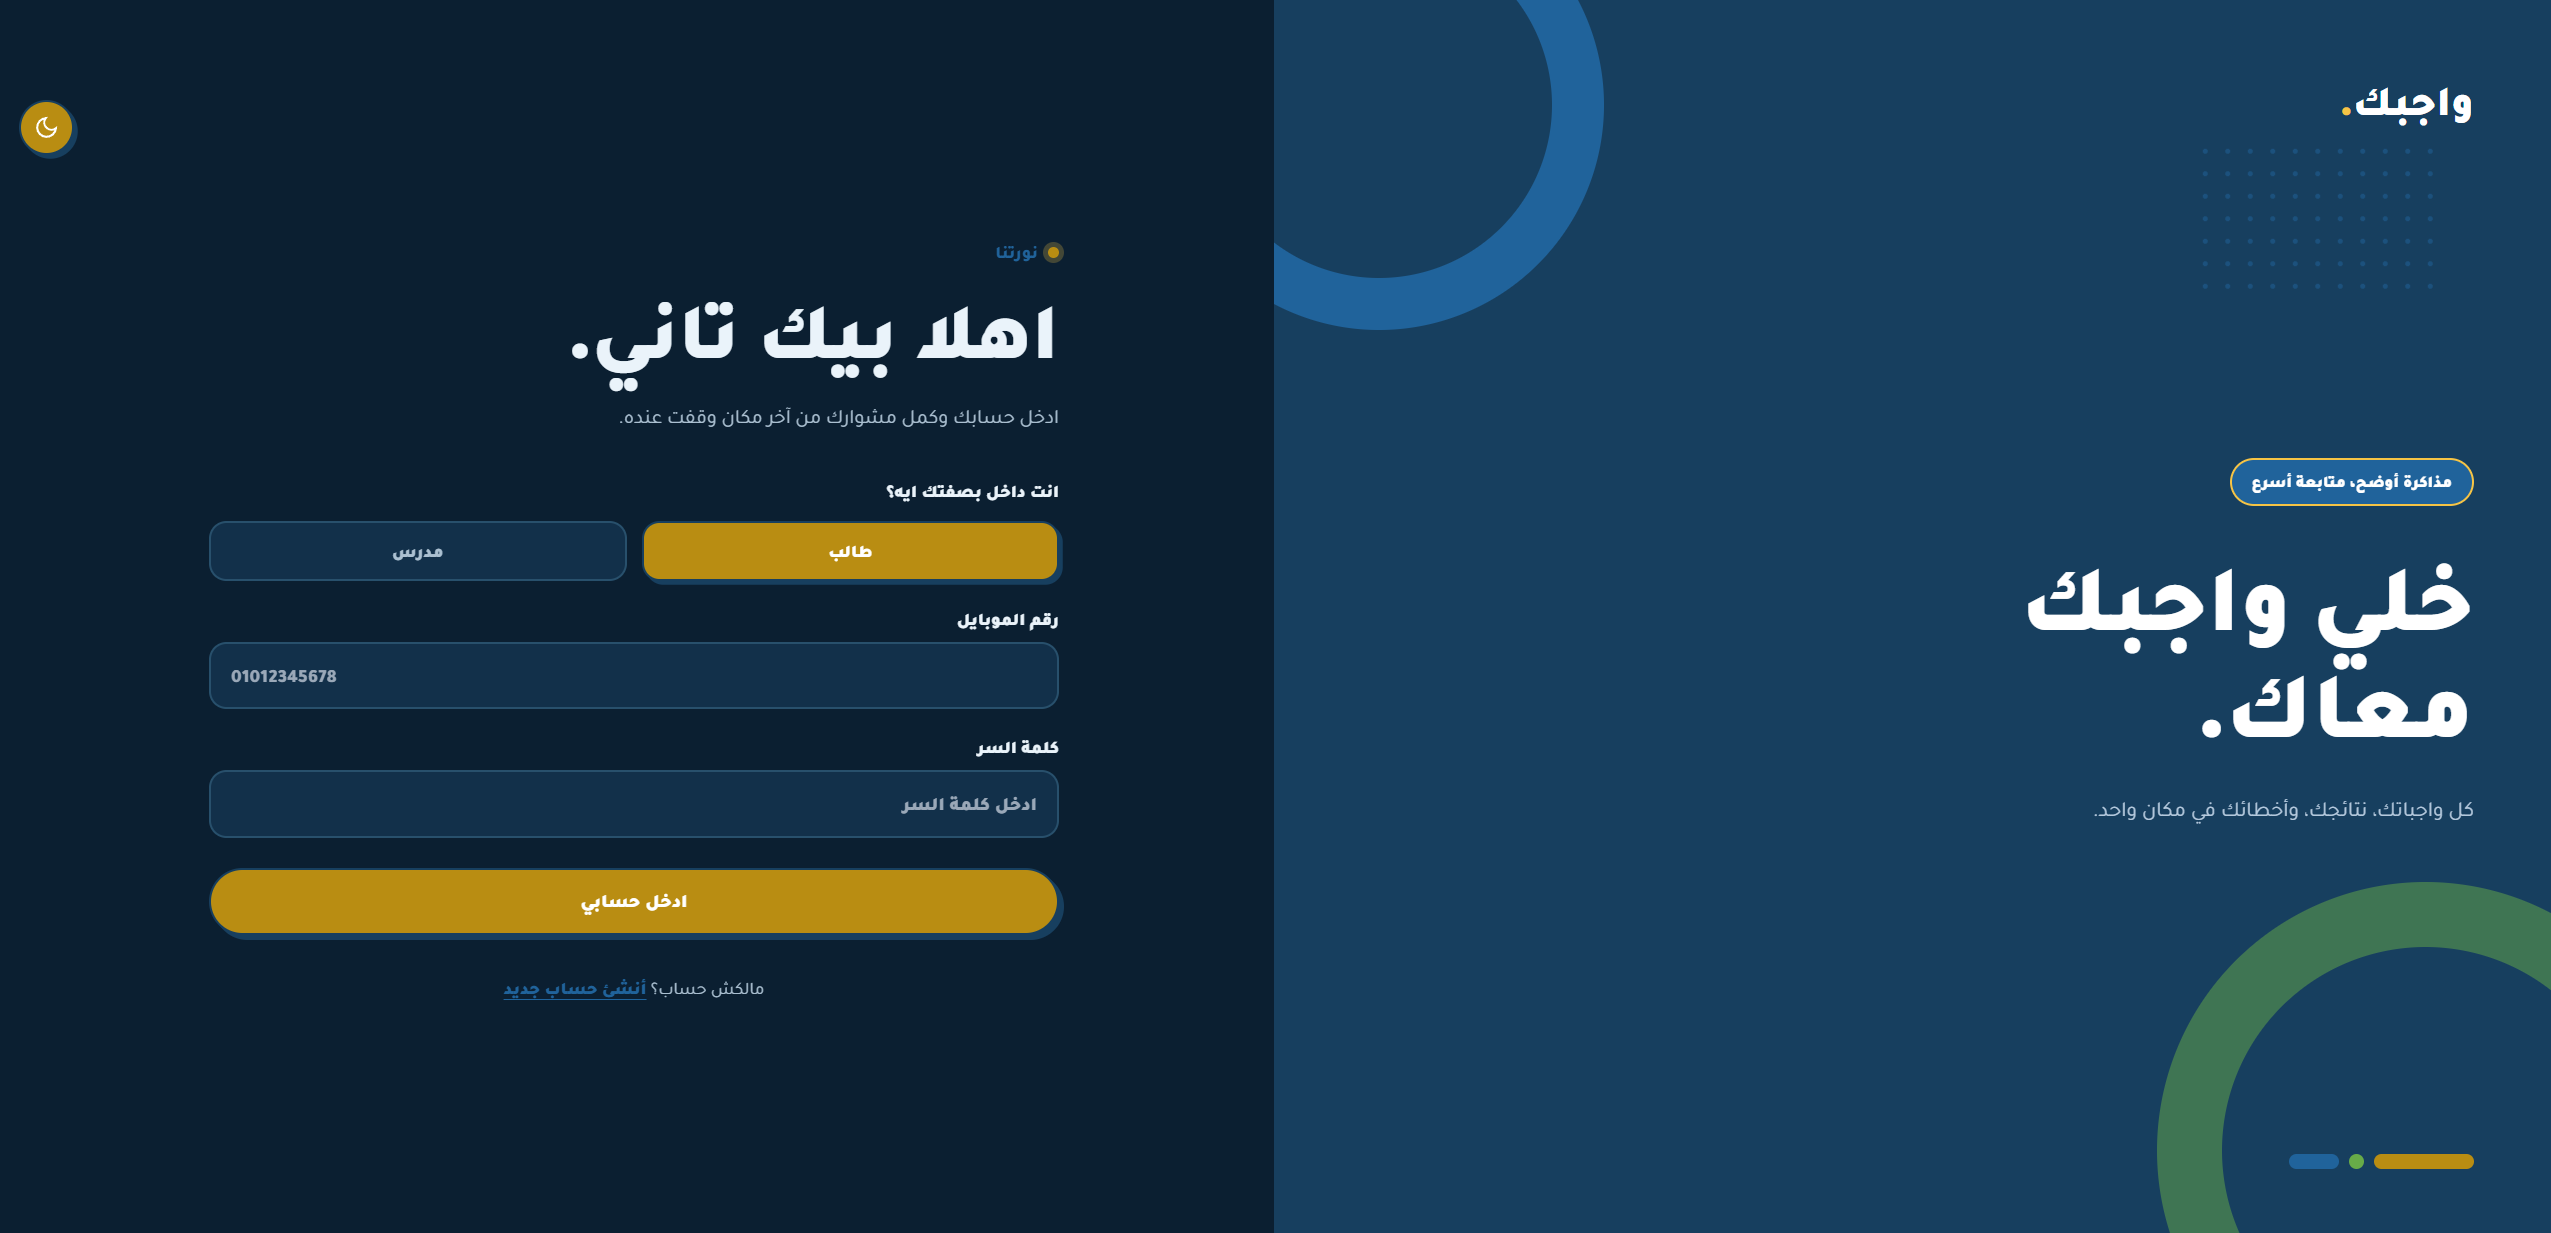 واجبك.
مذاكرة أوضح، متابعة أسرع
خلي واجبك
معاك.
كل واجباتك، نتائجك، وأخطائك في مكان واحد.
نورتنا
اهلا بيك تاني.
ادخل حسابك وكمل مشوارك من آخر مكان وقفت عنده.
انت داخل بصفتك ايه؟
طالب
مدرس
رقم الموبايل
01012345678
كلمة السر
ادخل كلمة السر
ادخل حسابي
مالكش حساب؟ أنشئ حساب جديد